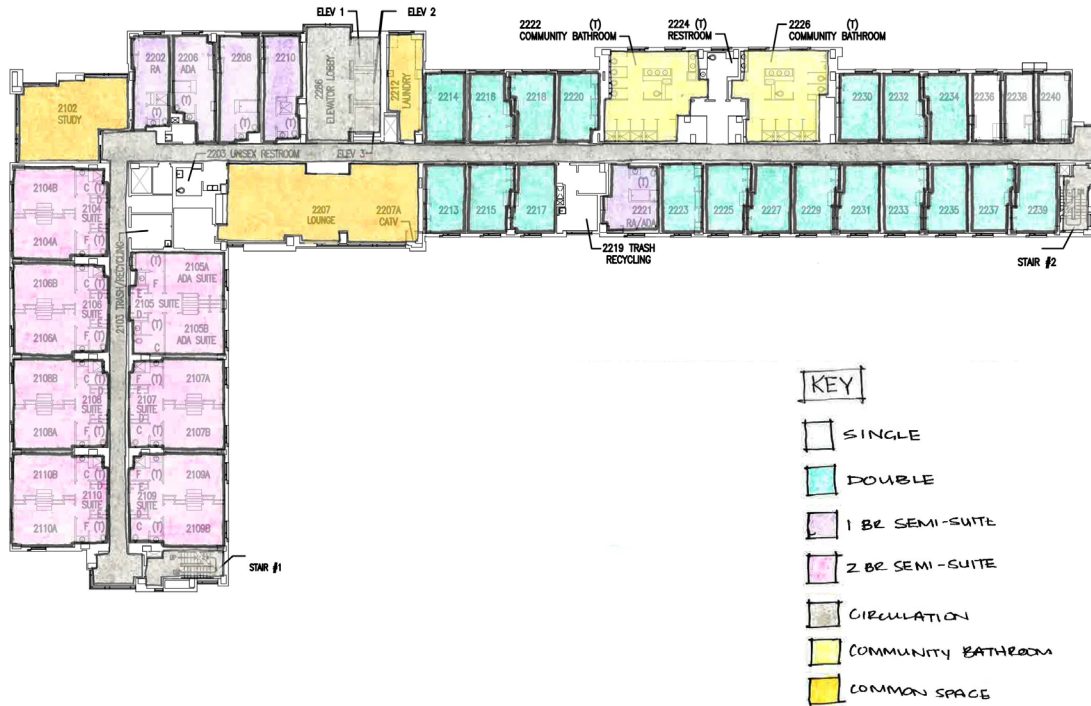 ELEV 1
ELEV 2
2222 (T)
COMMUNITY BATHROOM
2224 (T)
RESTROOM
2226 (T)
COMMUNITY BATHROOM
2202
RA
2206
ADA
(T)
2208
(T)
2210
(T)
2266
ELEVATOR LOBBY
2212
LAUNDRY
2214
2216
2218
2220
2230
2232
2234
2236
2238
2240
2102
STUDY
2203 UNISEX RESTROOM
ELEV 3
2207
LOUNGE
2207A
CATV
2213
2215
2217
(T)
2221
RA/ADA
2223
2225
2227
2229
2231
2233
2235
2237
2239
2219 TRASH
RECYCLING
STAIR #2
2104B
C (T)
2104
SUITE
2104A
F (T)
2103 TRASH/RECYCLING
2106B
C (T)
2106
SUITE
2106A
F (T)
2105A
ADA SUITE
F
2105 SUITE
(T)
2105B
ADA SUITE
C
2108B
C (T)
2108
SUITE
2108A
F (T)
F (T)
2107A
2107
SUITE
C (T)
2107B
2110B
C (T)
2110
SUITE
2110A
F (T)
F (T)
2109A
2109
SUITE
C (T)
2109B
STAIR #1
KEY
SINGLE
DOUBLE
1 BR SEMI-SUITE
2 BR SEMI-SUITE
CIRCULATION
COMMUNITY BATHROOM
COMMON SPACE